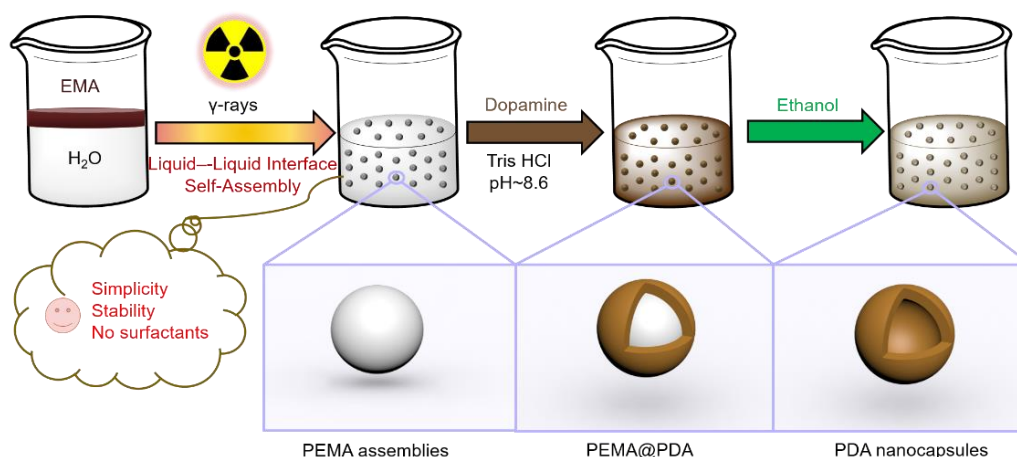 EMA
H₂O
γ-rays
Liquid–Liquid Interface
Self-Assembly
Dopamine
Tris HCl
pH~8.6
Ethanol
Simplicity
Stability
No surfactants
PEMA assemblies
PEMA@PDA
PDA nanocapsules